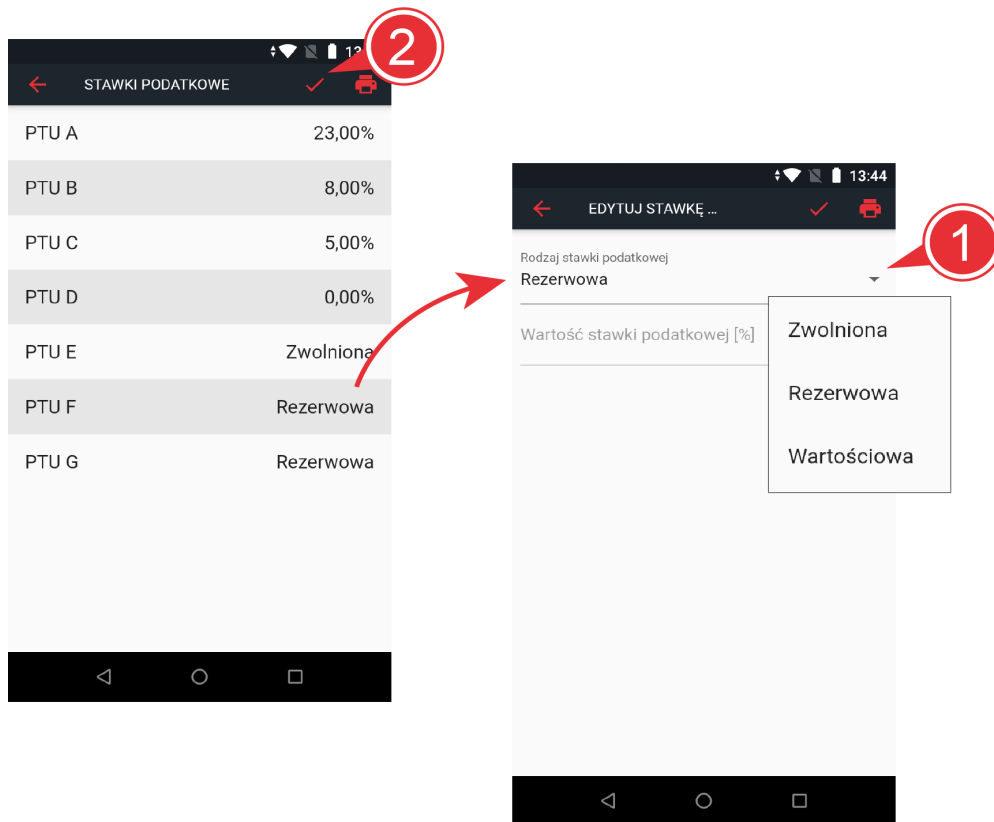 13
2
STAWKI PODATKOWE
PTU A 23,00%
PTU B 8,00%
PTU C 5,00%
PTU D 0,00%
PTU E Zwolniona
PTU F Rezerwowa
PTU G Rezerwowa
13:44
EDYTUJ STAWKĘ ...
1
Rodzaj stawki podatkowej
Rezerwowa
Wartość stawki podatkowej [%]
Zwolniona
Rezerwowa
Wartościowa